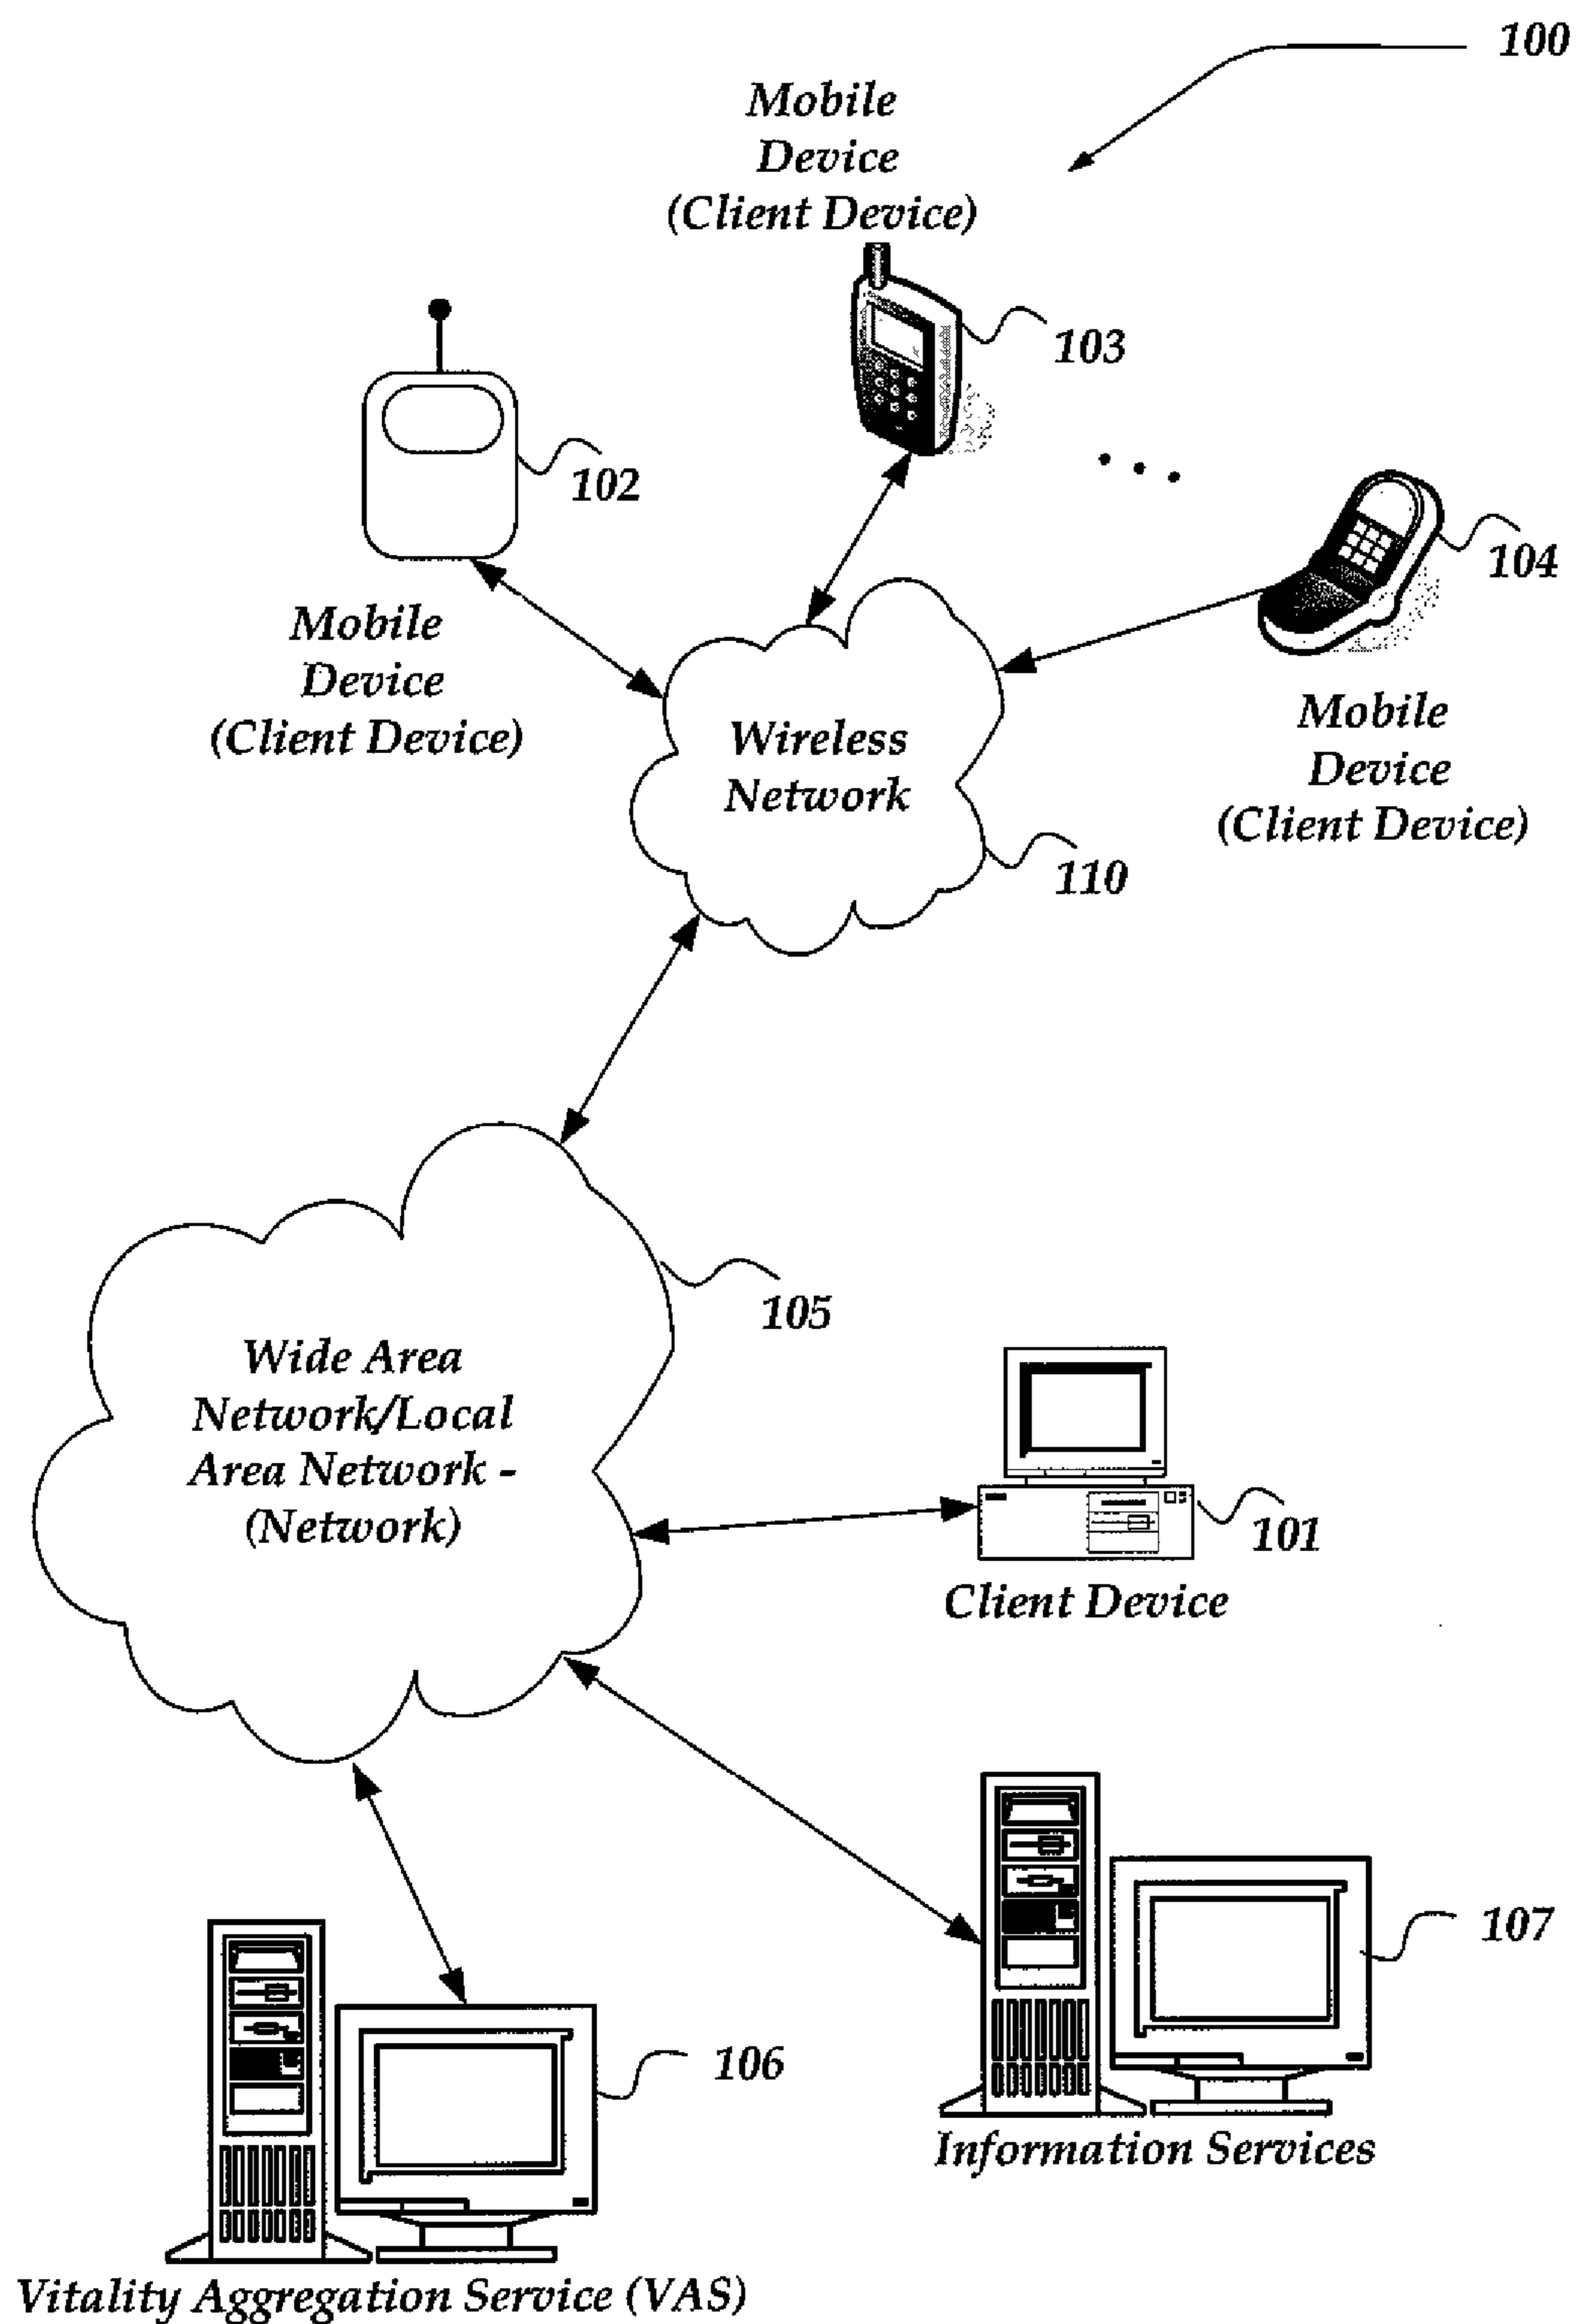 100
Mobile
Device
(Client Device)
103
102
104
Mobile
Device
(Client Device)
Mobile
Device
(Client Device)
Wireless
Network
110
105
Wide Area
Network/Local
Area Network -
(Network)
101
Client Device
107
106
Information Services
Vitality Aggregation Service (VAS)